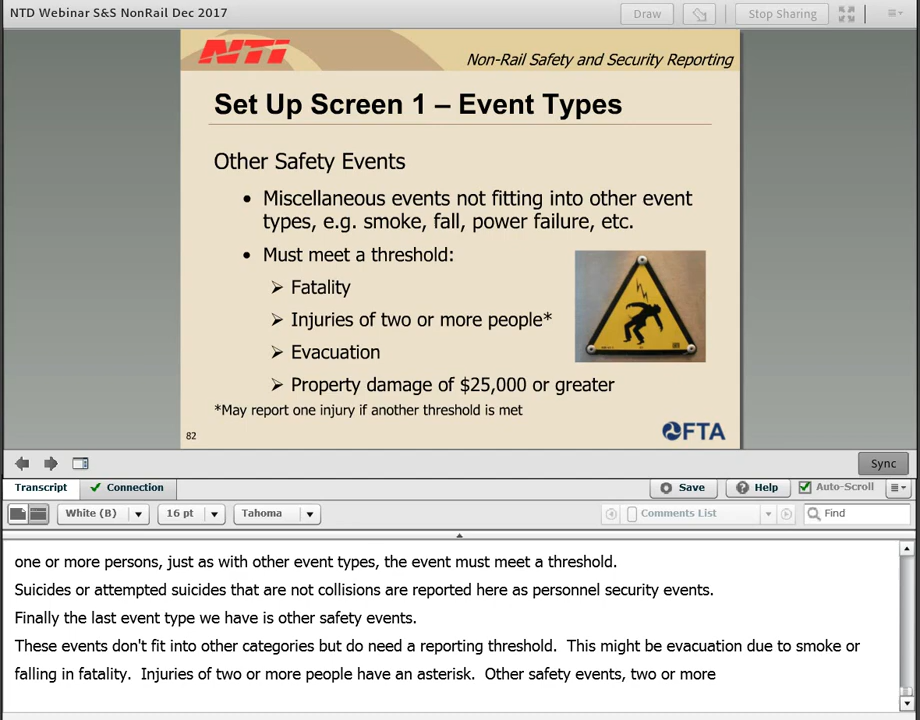 NTD Webinar S&S NonRail Dec 2017
Draw
Stop Sharing
NTI
Non-Rail Safety and Security Reporting
Set Up Screen 1 – Event Types
Other Safety Events
• Miscellaneous events not fitting into other event
types, e.g. smoke, fall, power failure, etc.
• Must meet a threshold:
➢ Fatality
➢ Injuries of two or more people*
➢ Evacuation
➢ Property damage of $25,000 or greater
*May report one injury if another threshold is met
82
FTA
Sync
Transcript
Connection
Save
Help
Auto-Scroll
White (B)
16 pt
Tahoma
Comments List
Find
one or more persons, just as with other event types, the event must meet a threshold.
Suicides or attempted suicides that are not collisions are reported here as personnel security events.
Finally the last event type we have is other safety events.
These events don't fit into other categories but do need a reporting threshold.  This might be evacuation due to smoke or
falling in fatality.  Injuries of two or more people have an asterisk.  Other safety events, two or more